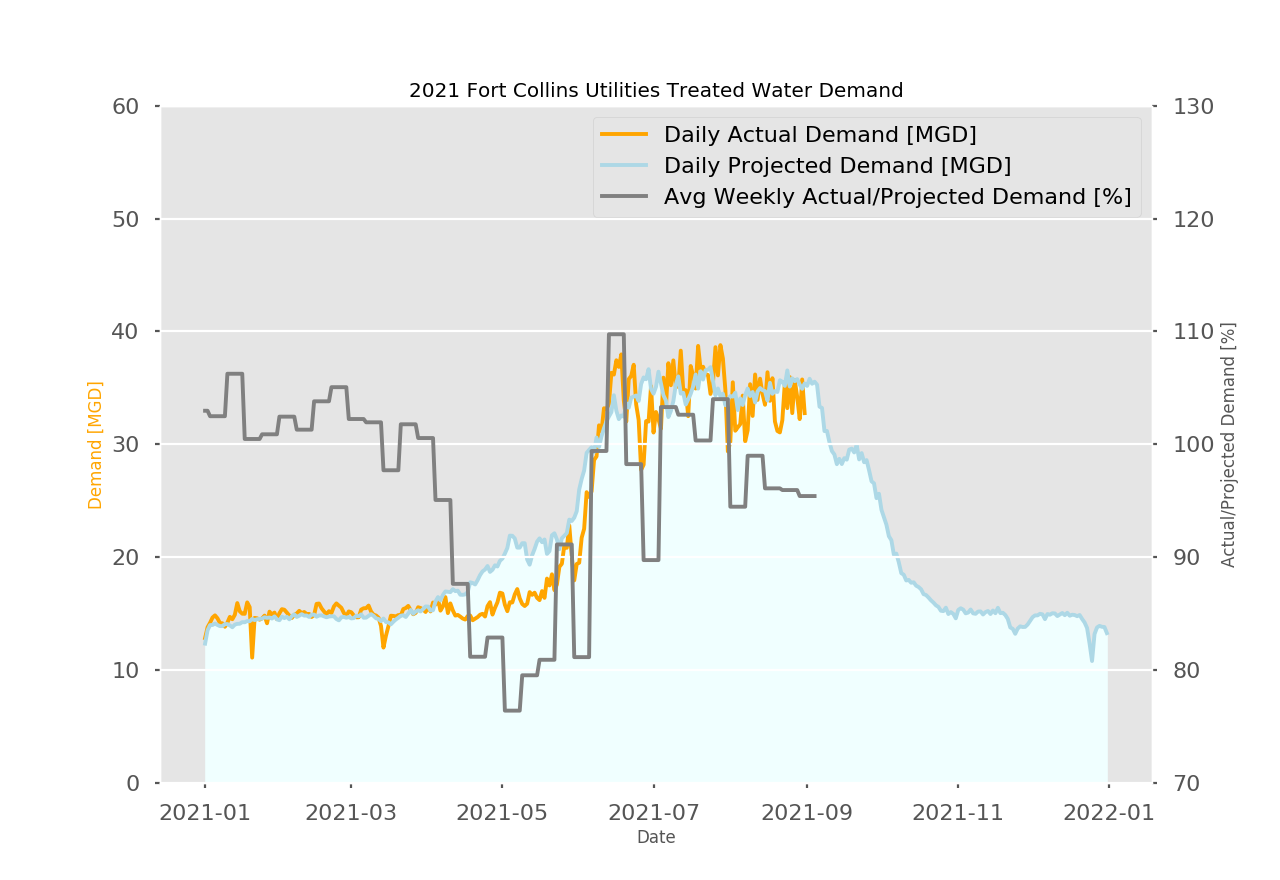 2021 Fort Collins Utilities Treated Water Demand
60
50
40
30
20
10
0
Demand [MGD]
Daily Actual Demand [MGD]
Daily Projected Demand [MGD]
Avg Weekly Actual/Projected Demand [%]
130
120
110
100
90
80
70
Actual/Projected Demand [%]
2021-01 2021-03 2021-05 2021-07 2021-09 2021-11 2022-01
Date